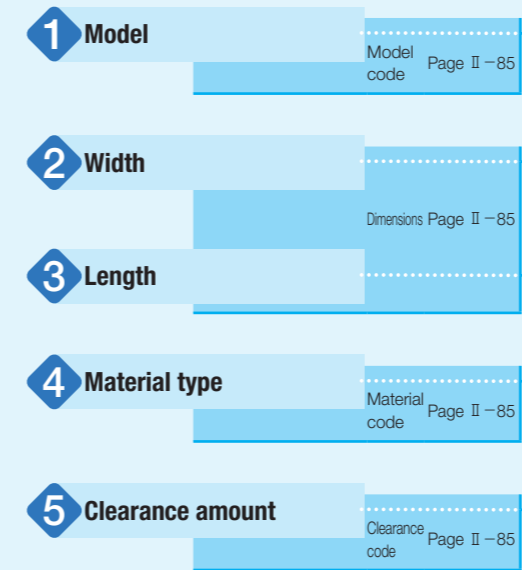 1 Model
Model code Page Ⅱ－85
2 Width
Dimensions Page Ⅱ－85
3 Length
4 Material type
Material code Page Ⅱ－85
5 Clearance amount
Clearance code Page Ⅱ－85